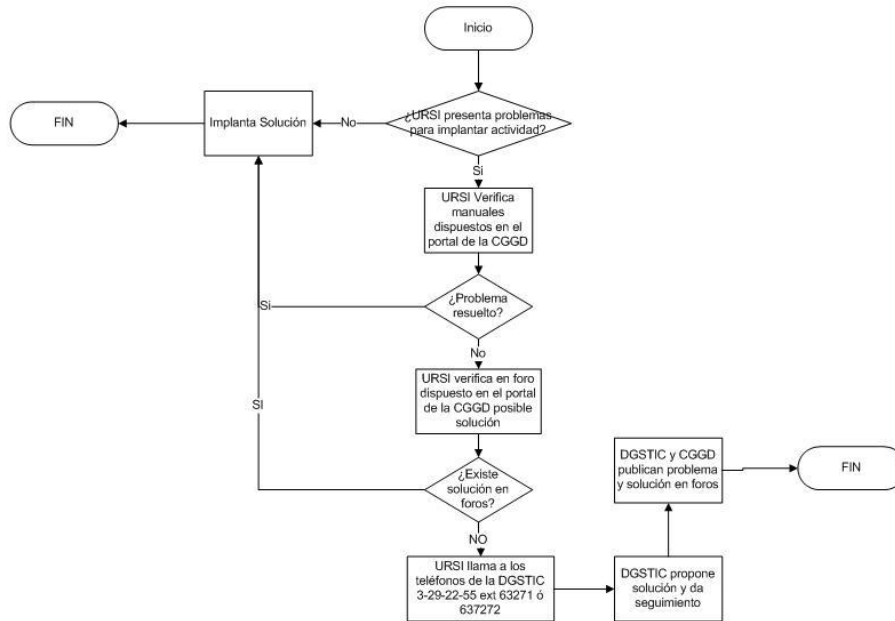 Inicio
¿URSI presenta problemas
para implantar actividad?
No
Implanta Solución
FIN
Si
URSI Verifica
manuales
dispuestos en el
portal de la CGGD
¿Problema
resuelto?
Si
No
URSI verifica en foro
dispuesto en el portal
de la CGGD posible
solución
SI
¿Existe
solución en
foros?
NO
URSI llama a los
teléfonos de la DGSTIC
3-29-22-55 ext 63271 ó
637272
DGSTIC propone
solución y da
seguimiento
DGSTIC y CGGD
publican problema
y solución en foros
FIN